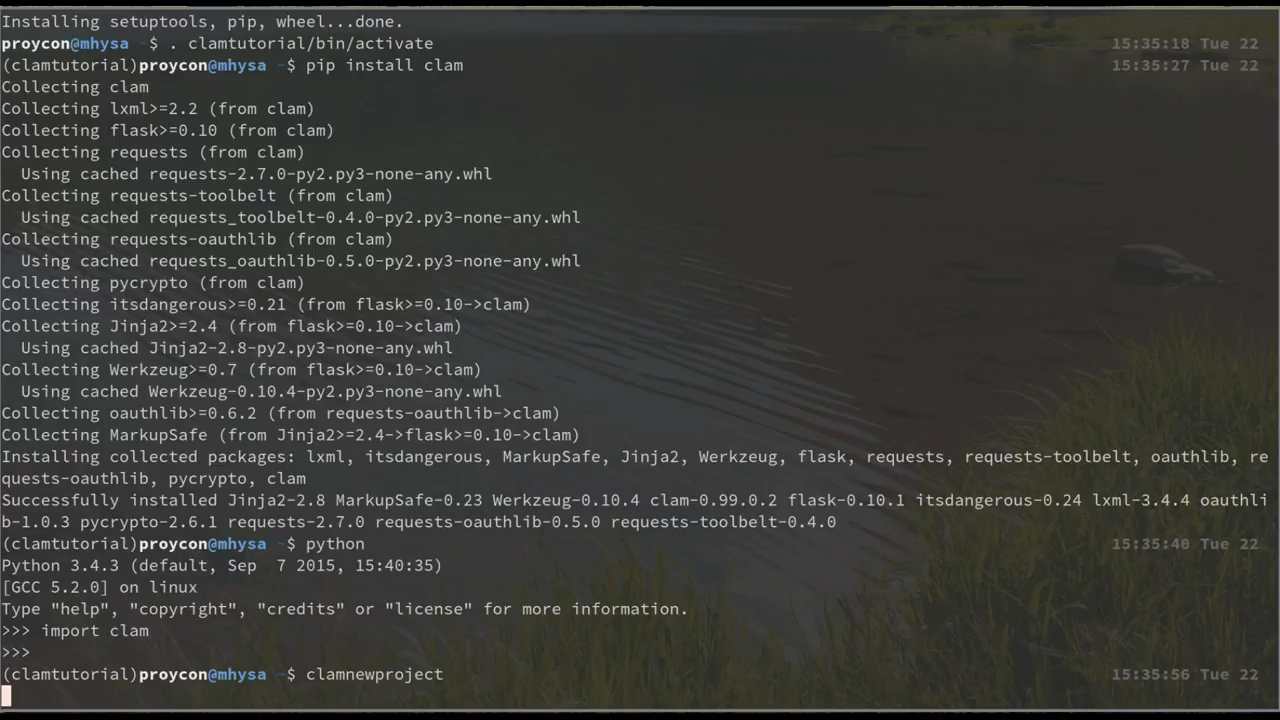 Installing setuptools, pip, wheel...done.
proycon@mhysa ~$ . clamtutorial/bin/activate 15:35:18 Tue 22
(clamtutorial)proycon@mhysa ~$ pip install clam 15:35:27 Tue 22
Collecting clam
Collecting lxml>=2.2 (from clam)
Collecting flask>=0.10 (from clam)
Collecting requests (from clam)
  Using cached requests-2.7.0-py2.py3-none-any.whl
Collecting requests-toolbelt (from clam)
  Using cached requests_toolbelt-0.4.0-py2.py3-none-any.whl
Collecting requests-oauthlib (from clam)
  Using cached requests_oauthlib-0.5.0-py2.py3-none-any.whl
Collecting pycrypto (from clam)
Collecting itsdangerous>=0.21 (from flask>=0.10->clam)
Collecting Jinja2>=2.4 (from flask>=0.10->clam)
  Using cached Jinja2-2.8-py2.py3-none-any.whl
Collecting Werkzeug>=0.7 (from flask>=0.10->clam)
  Using cached Werkzeug-0.10.4-py2.py3-none-any.whl
Collecting oauthlib>=0.6.2 (from requests-oauthlib->clam)
Collecting MarkupSafe (from Jinja2>=2.4->flask>=0.10->clam)
Installing collected packages: lxml, itsdangerous, MarkupSafe, Jinja2, Werkzeug, flask, requests, requests-toolbelt, oauthlib, re
quests-oauthlib, pycrypto, clam
Successfully installed Jinja2-2.8 MarkupSafe-0.23 Werkzeug-0.10.4 clam-0.99.0.2 flask-0.10.1 itsdangerous-0.24 lxml-3.4.4 oauthli
b-1.0.3 pycrypto-2.6.1 requests-2.7.0 requests-oauthlib-0.5.0 requests-toolbelt-0.4.0
(clamtutorial)proycon@mhysa ~$ python 15:35:40 Tue 22
Python 3.4.3 (default, Sep  7 2015, 15:40:35)
[GCC 5.2.0] on linux
Type "help", "copyright", "credits" or "license" for more information.
>>> import clam
>>>
(clamtutorial)proycon@mhysa ~$ clamnewproject 15:35:56 Tue 22